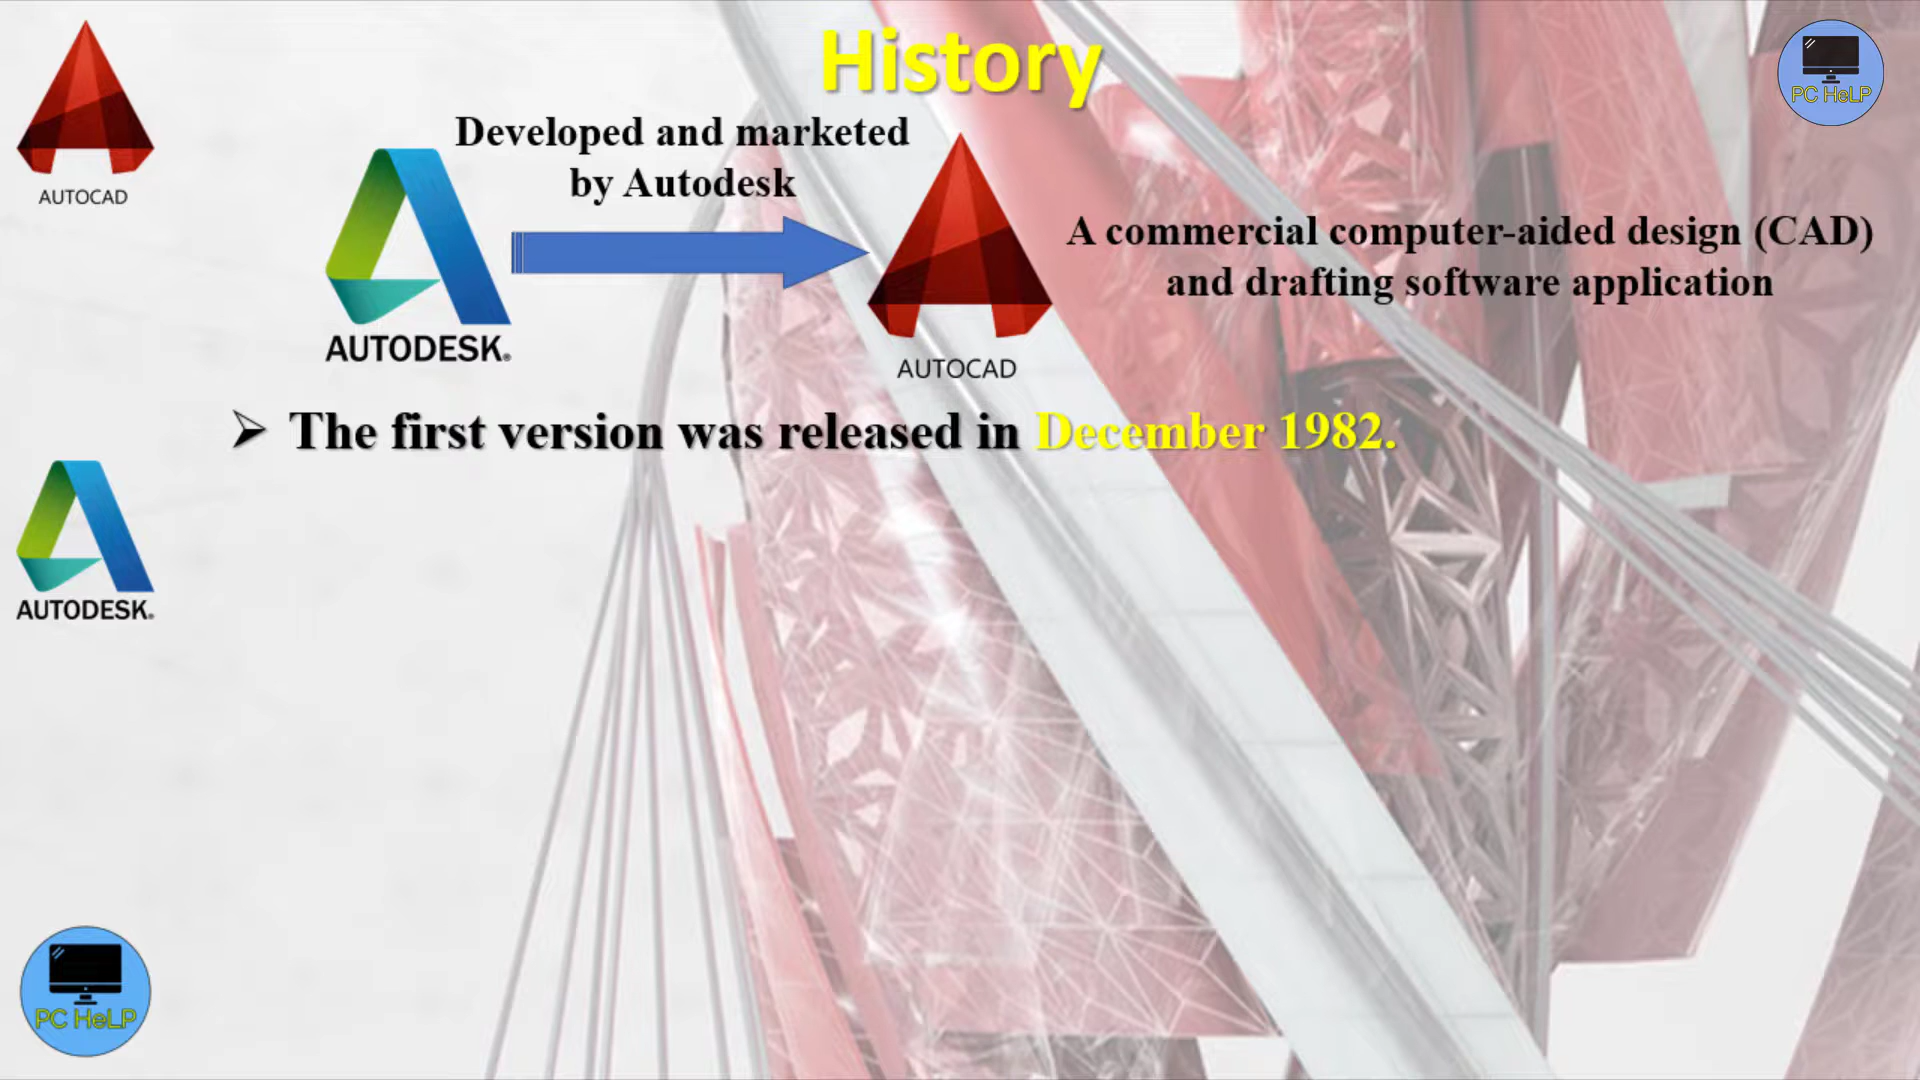 History
PC HeLP
AUTOCAD
Developed and marketed
by Autodesk
A commercial computer-aided design (CAD)
and drafting software application
AUTODESK.
AUTOCAD
➢ The first version was released in December 1982.
AUTODESK.
PC HeLP